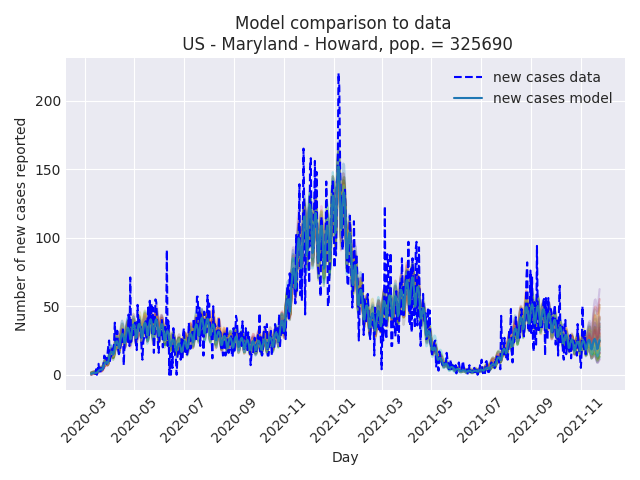 Model comparison to data
US - Maryland - Howard, pop. = 325690
new cases data
new cases model
Number of new cases reported
200
150
100
50
0
2020-03
2020-05
2020-07
2020-09
2020-11
2021-01
2021-03
2021-05
2021-07
2021-09
2021-11
Day